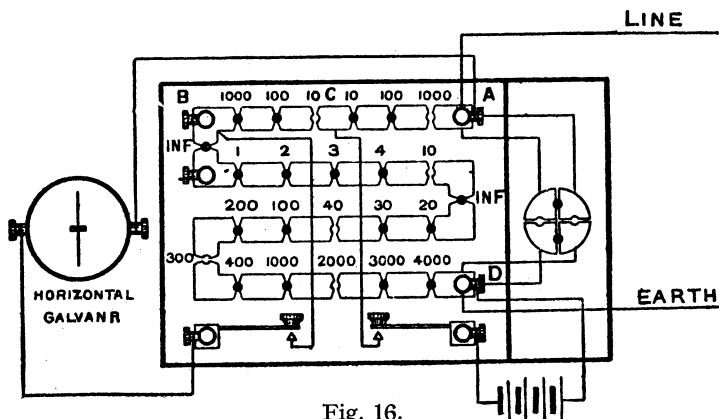 LINE
B 1000 100 10 C 10 100 1000 A
INF 1 2 3 4 10
200 100 40 30 20 INF
300
400 1000 2000 3000 4000 D
HORIZONTAL
GALVANR
EARTH
Fig. 16.